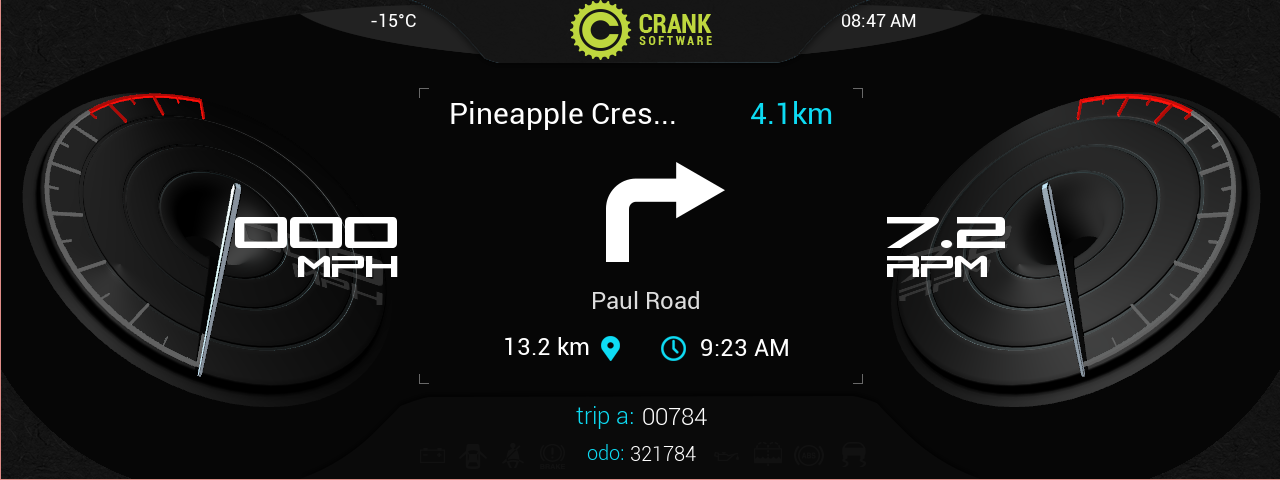 -15°C
CRANK
SOFTWARE
08:47 AM
Pineapple Cres...
4.1km
000
MPH
7.2
RPM
Paul Road
13.2 km
9:23 AM
trip a: 00784
odo: 321784